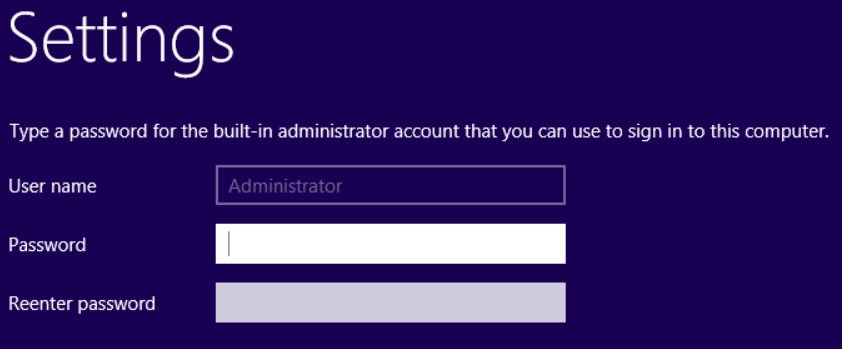 Settings
Type a password for the built-in administrator account that you can use to sign in to this computer.
User name
Administrator
Password
Reenter password